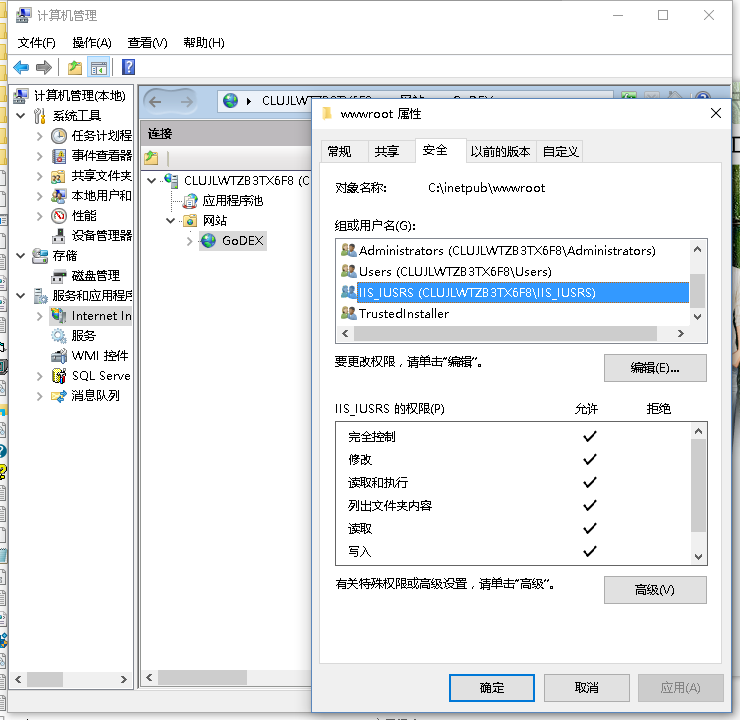 计算机管理
文件(F) 操作(A) 查看(V) 帮助(H)
计算机管理(本地)
系统工具
任务计划程
事件查看器
共享文件夹
本地用户和
性能
设备管理器
存储
磁盘管理
服务和应用程序
Internet In
服务
WMI 控件
SQL Serve
消息队列
连接
CLUJLWTZB3TX6F8 (C
应用程序池
网站
GoDEX
wwwroot 属性
常规 共享 安全 以前的版本 自定义
对象名称: C:\inetpub\wwwroot
组或用户名(G):
Administrators (CLUJLWTZB3TX6F8\Administrators)
Users (CLUJLWTZB3TX6F8\Users)
IIS_IUSRS (CLUJLWTZB3TX6F8\IIS_IUSRS)
TrustedInstaller
要更改权限，请单击"编辑"。
编辑(E)...
IIS_IUSRS 的权限(P) 允许 拒绝
完全控制
修改
读取和执行
列出文件夹内容
读取
写入
有关特殊权限或高级设置，请单击"高级"。
高级(V)
确定 取消 应用(A)